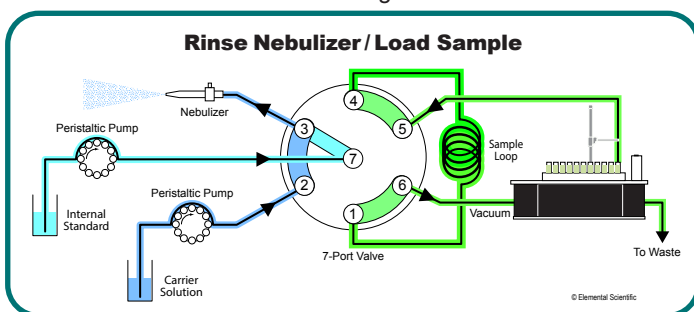 Rinse Nebulizer / Load Sample
Nebulizer
Peristaltic Pump
Internal
Standard
Peristaltic Pump
Carrier
Solution
4
3
5
7
2
6
1
7-Port Valve
Sample
Loop
Vacuum
To Waste
© Elemental Scientific